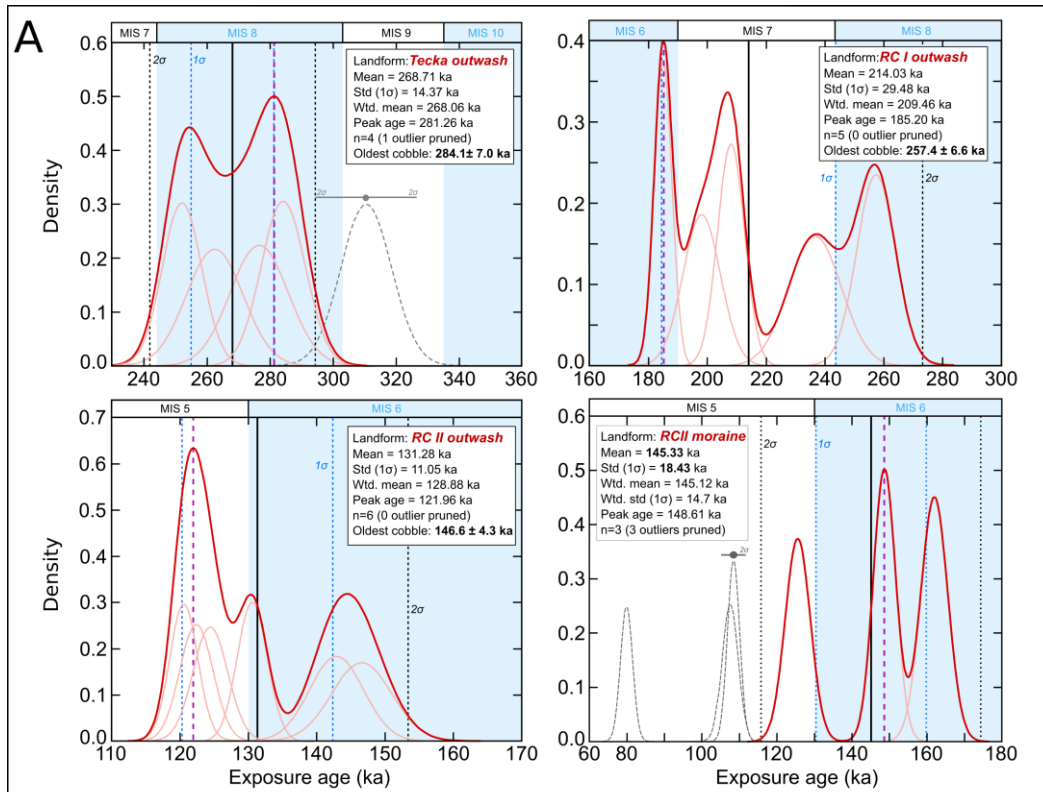 A
MIS 7 MIS 8 MIS 9 MIS 10
0.6
0.5
0.4
0.3
0.2
0.1
0.0
Density
2σ
1σ
Landform: Tecka outwash
Mean = 268.71 ka
Std (1σ) = 14.37 ka
Wtd. mean = 268.06 ka
Peak age = 281.26 ka
n=4 (1 outlier pruned)
Oldest cobble: 284.1± 7.0 ka
2σ 2σ
240 260 280 300 320 340 360
MIS 6 MIS 7 MIS 8
0.4
0.3
0.2
0.1
0.0
Landform: RC I outwash
Mean = 214.03 ka
Std (1σ) = 29.48 ka
Wtd. mean = 209.46 ka
Peak age = 185.20 ka
n=5 (0 outlier pruned)
Oldest cobble: 257.4 ± 6.6 ka
1σ
2σ
160 180 200 220 240 260 280 300
MIS 5 MIS 6
0.7
0.6
0.5
0.4
0.3
0.2
0.1
0.0
Density
1σ
Landform: RC II outwash
Mean = 131.28 ka
Std (1σ) = 11.05 ka
Wtd. mean = 128.88 ka
Peak age = 121.96 ka
n=6 (0 outlier pruned)
Oldest cobble: 146.6 ± 4.3 ka
2σ
110 120 130 140 150 160 170
Exposure age (ka)
MIS 5 MIS 6
0.6
0.5
0.4
0.3
0.2
0.1
0.0
Landform: RCII moraine
Mean = 145.33 ka
Std (1σ) = 18.43 ka
Wtd. mean = 145.12 ka
Wtd. std (1σ) = 14.7 ka
Peak age = 148.61 ka
n=3 (3 outliers pruned)
2σ
2σ
1σ
60 80 100 120 140 160 180
Exposure age (ka)